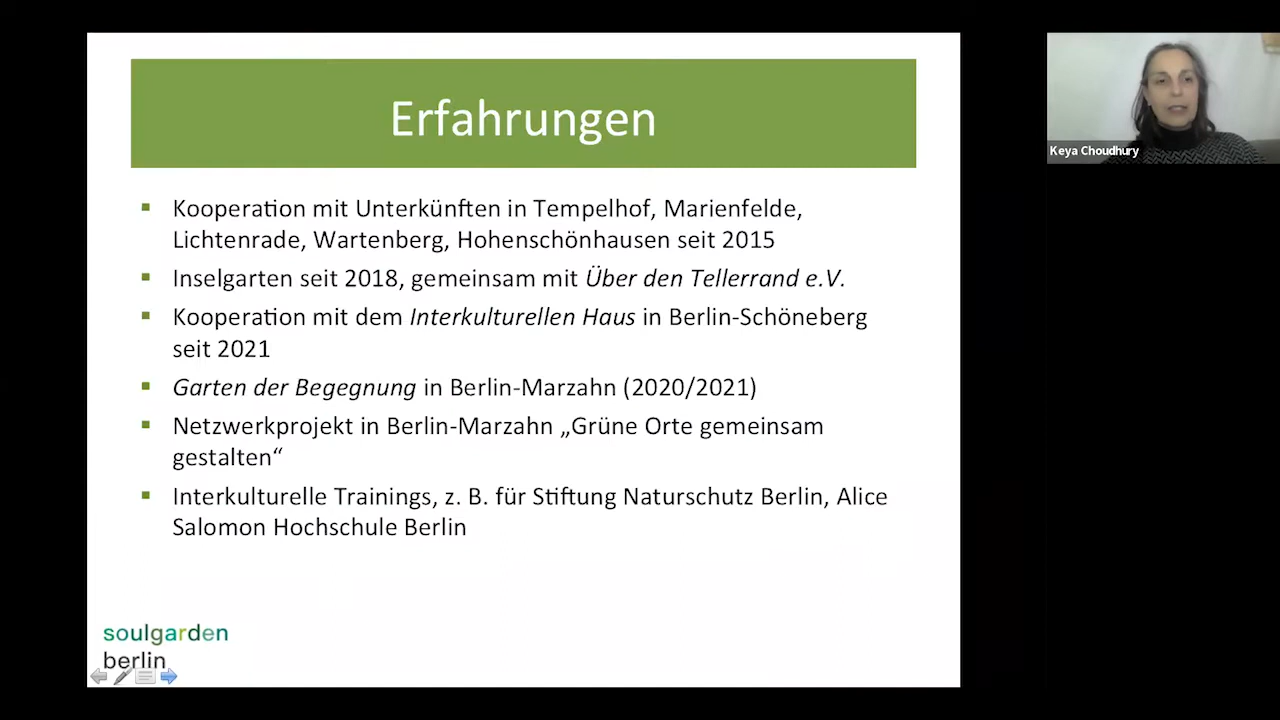 Erfahrungen
Kooperation mit Unterkünften in Tempelhof, Marienfelde,
Lichtenrade, Wartenberg, Hohenschönhausen seit 2015
Inselgarten seit 2018, gemeinsam mit Über den Tellerrand e.V.
Kooperation mit dem Interkulturellen Haus in Berlin-Schöneberg
seit 2021
Garten der Begegnung in Berlin-Marzahn (2020/2021)
Netzwerkprojekt in Berlin-Marzahn „Grüne Orte gemeinsam
gestalten“
Interkulturelle Trainings, z. B. für Stiftung Naturschutz Berlin, Alice
Salomon Hochschule Berlin
soulgarden
berlin
Keya Choudhury